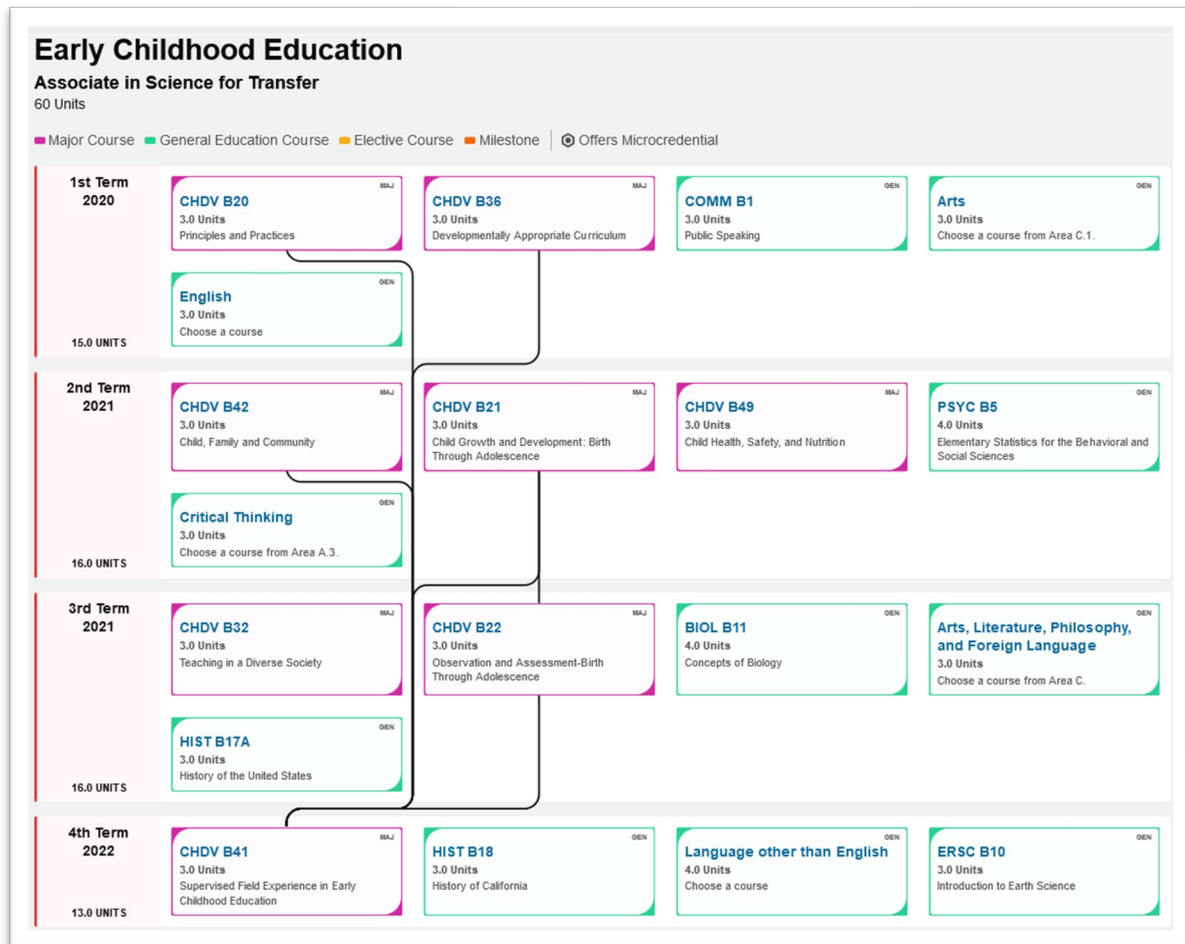 Early Childhood Education
Associate in Science for Transfer
60 Units
Major Course General Education Course Elective Course Milestone Offers Microcredential
1st Term
2020
15.0 UNITS
MAJ
CHDV B20
3.0 Units
Principles and Practices
MAJ
CHDV B36
3.0 Units
Developmentally Appropriate Curriculum
GEN
COMM B1
3.0 Units
Public Speaking
GEN
Arts
3.0 Units
Choose a course from Area C.1.
GEN
English
3.0 Units
Choose a course
2nd Term
2021
16.0 UNITS
MAJ
CHDV B42
3.0 Units
Child, Family and Community
MAJ
CHDV B21
3.0 Units
Child Growth and Development: Birth
Through Adolescence
MAJ
CHDV B49
3.0 Units
Child Health, Safety, and Nutrition
GEN
PSYC B5
4.0 Units
Elementary Statistics for the Behavioral and
Social Sciences
GEN
Critical Thinking
3.0 Units
Choose a course from Area A.3.
3rd Term
2021
16.0 UNITS
MAJ
CHDV B32
3.0 Units
Teaching in a Diverse Society
MAJ
CHDV B22
3.0 Units
Observation and Assessment-Birth
Through Adolescence
GEN
BIOL B11
4.0 Units
Concepts of Biology
GEN
Arts, Literature, Philosophy,
and Foreign Language
3.0 Units
Choose a course from Area C.
GEN
HIST B17A
3.0 Units
History of the United States
4th Term
2022
13.0 UNITS
MAJ
CHDV B41
3.0 Units
Supervised Field Experience in Early
Childhood Education
GEN
HIST B18
3.0 Units
History of California
GEN
Language other than English
4.0 Units
Choose a course
GEN
ERSC B10
3.0 Units
Introduction to Earth Science